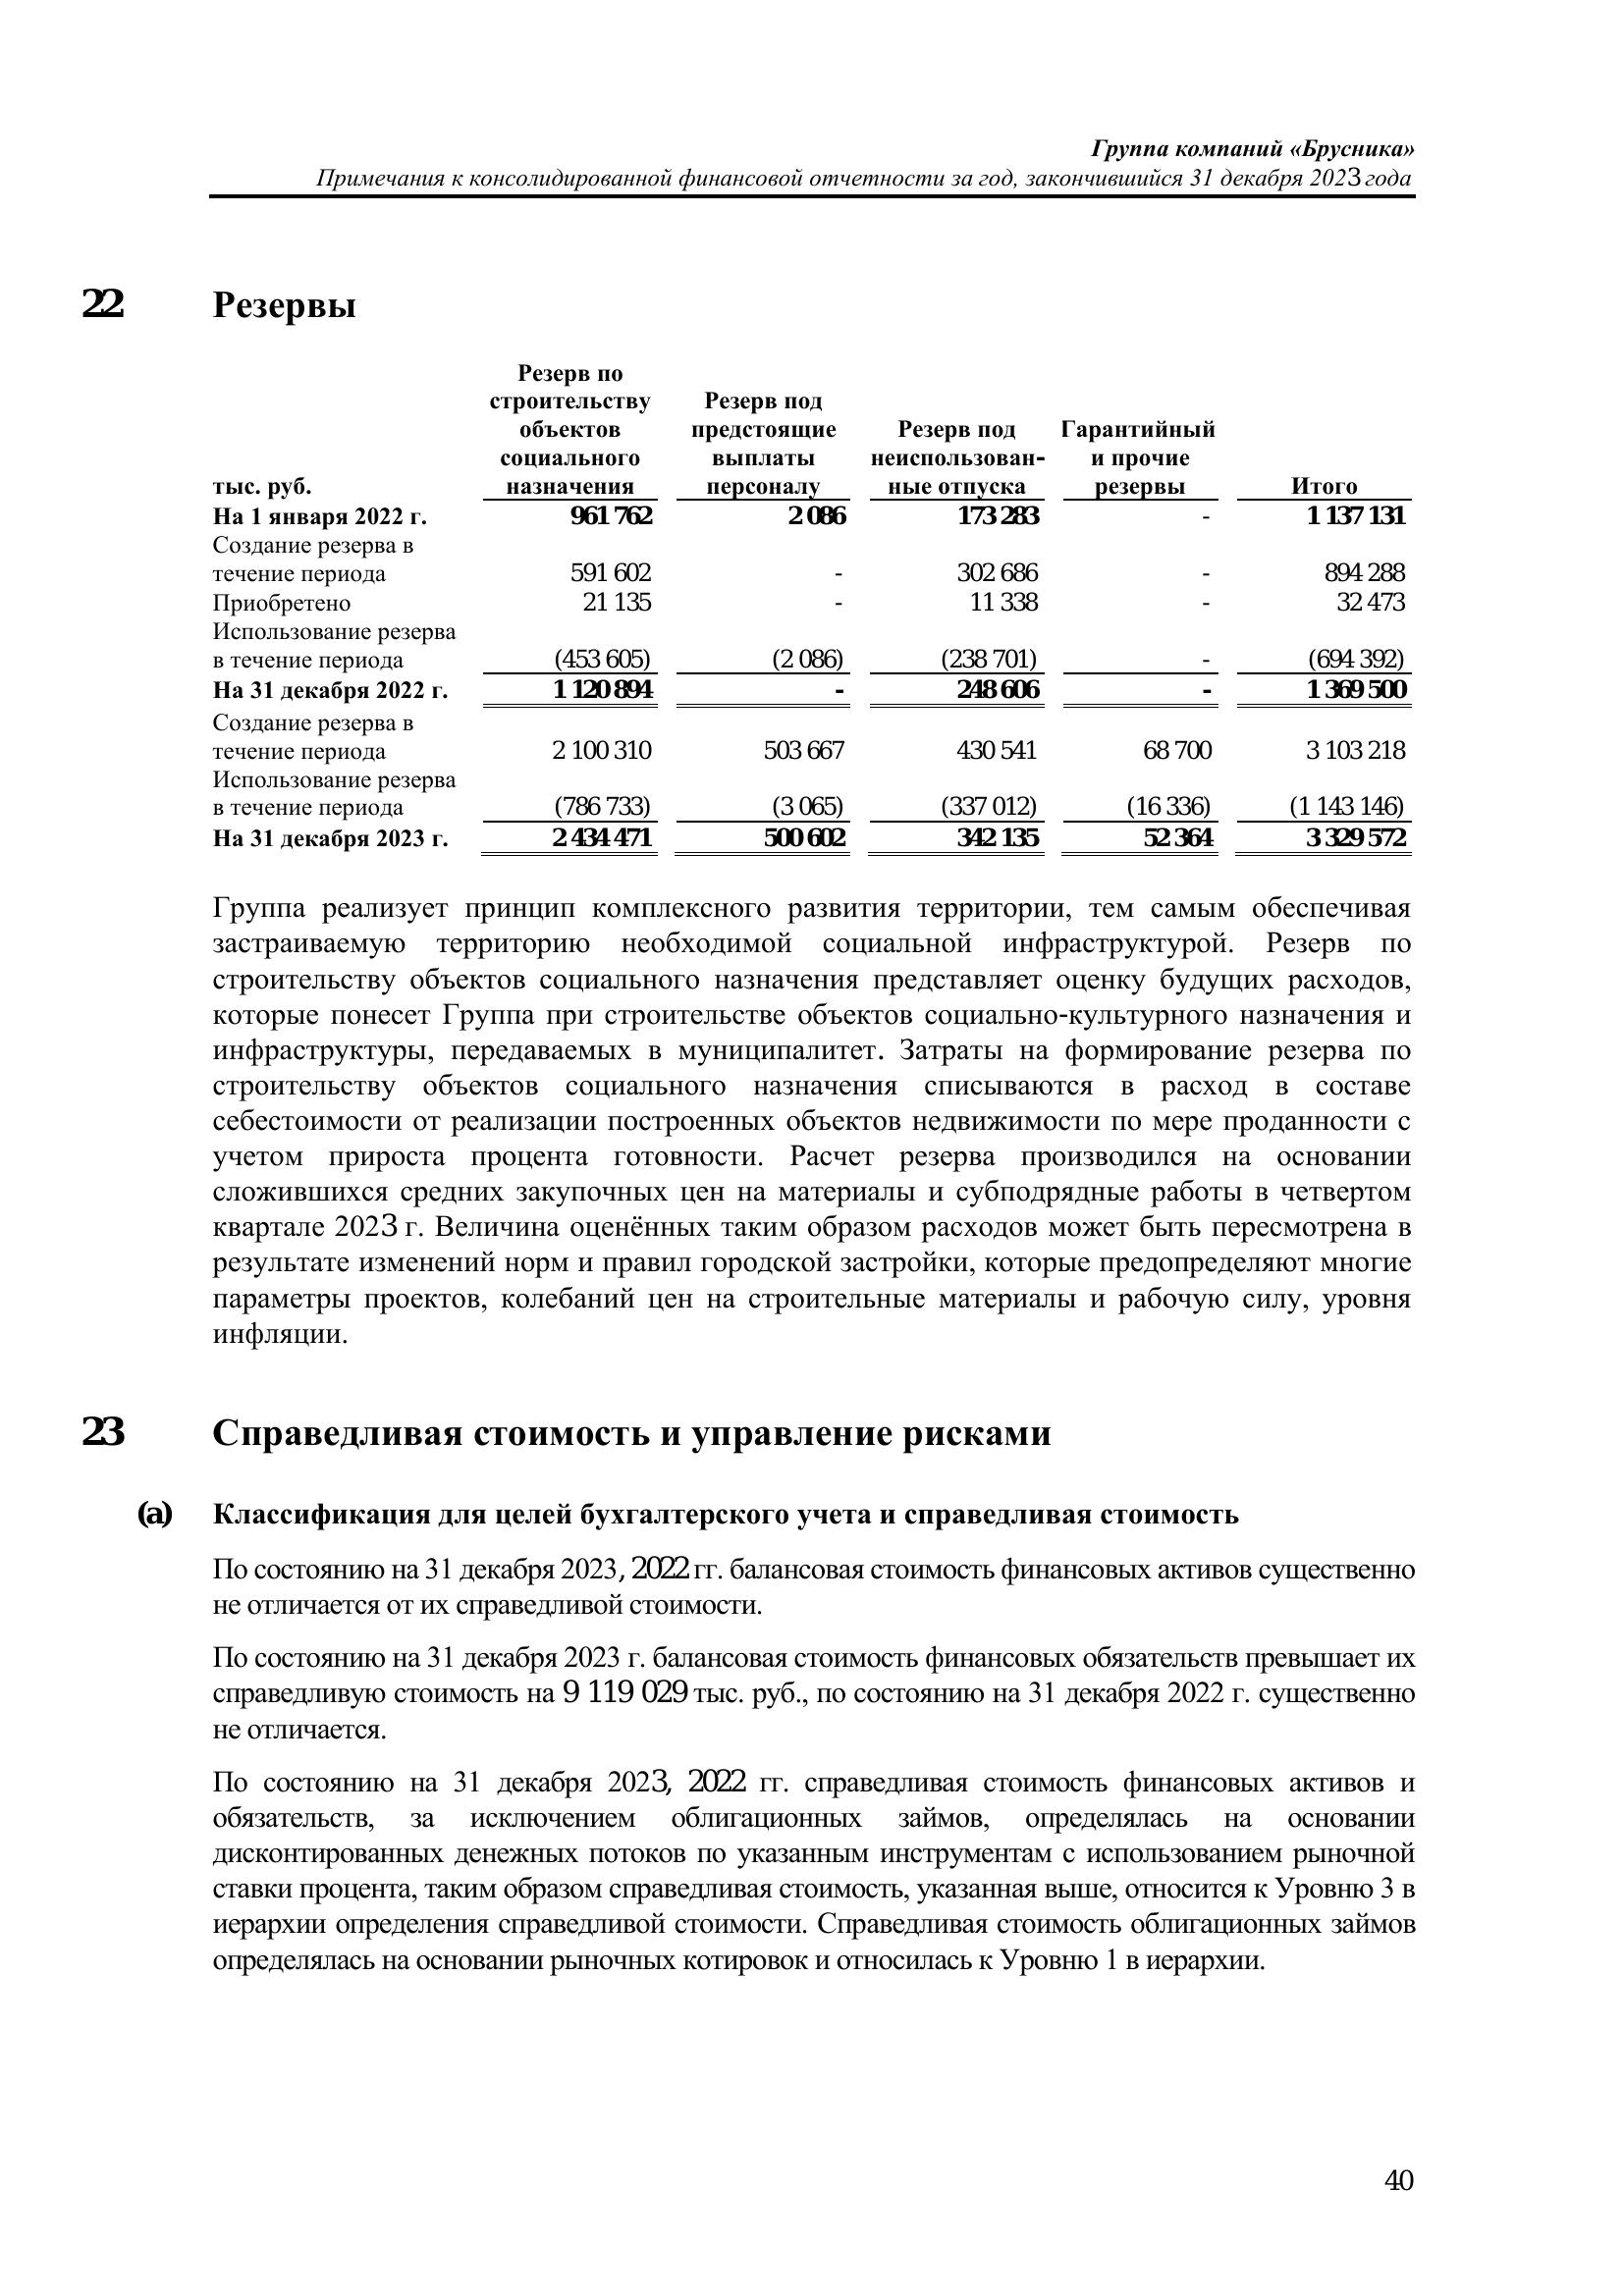 Группа компаний «Брусника»
Примечания к консолидированной финансовой отчетности за год, закончившийся 31 декабря 2023 года
22 Резервы
Резерв по
строительству Резерв под
объектов предстоящие Резерв под Гарантийный
социального выплаты неиспользован- и прочие
тыс. руб. назначения персоналу ные отпуска резервы Итого
На 1 января 2022 г. 961 762 2 086 173 283 - 1 137 131
Создание резерва в
течение периода 591 602 - 302 686 - 894 288
Приобретено 21 135 - 11 338 - 32 473
Использование резерва
в течение периода (453 605) (2 086) (238 701) - (694 392)
На 31 декабря 2022 г. 1 120 894 - 248 606 - 1 369 500
Создание резерва в
течение периода 2 100 310 503 667 430 541 68 700 3 103 218
Использование резерва
в течение периода (786 733) (3 065) (337 012) (16 336) (1 143 146)
На 31 декабря 2023 г. 2 434 471 500 602 342 135 52 364 3 329 572
Группа реализует принцип комплексного развития территории, тем самым обеспечивая
застраиваемую территорию необходимой социальной инфраструктурой. Резерв по
строительству объектов социального назначения представляет оценку будущих расходов,
которые понесет Группа при строительстве объектов социально-культурного назначения и
инфраструктуры, передаваемых в муниципалитет. Затраты на формирование резерва по
строительству объектов социального назначения списываются в расход в составе
себестоимости от реализации построенных объектов недвижимости по мере проданности с
учетом прироста процента готовности. Расчет резерва производился на основании
сложившихся средних закупочных цен на материалы и субподрядные работы в четвертом
квартале 2023 г. Величина оценённых таким образом расходов может быть пересмотрена в
результате изменений норм и правил городской застройки, которые предопределяют многие
параметры проектов, колебаний цен на строительные материалы и рабочую силу, уровня
инфляции.
23 Справедливая стоимость и управление рисками
(a) Классификация для целей бухгалтерского учета и справедливая стоимость
По состоянию на 31 декабря 2023, 2022 гг. балансовая стоимость финансовых активов существенно
не отличается от их справедливой стоимости.
По состоянию на 31 декабря 2023 г. балансовая стоимость финансовых обязательств превышает их
справедливую стоимость на 9 119 029 тыс. руб., по состоянию на 31 декабря 2022 г. существенно
не отличается.
По состоянию на 31 декабря 2023, 2022 гг. справедливая стоимость финансовых активов и
обязательств, за исключением облигационных займов, определялась на основании
дисконтированных денежных потоков по указанным инструментам с использованием рыночной
ставки процента, таким образом справедливая стоимость, указанная выше, относится к Уровню 3 в
иерархии определения справедливой стоимости. Справедливая стоимость облигационных займов
определялась на основании рыночных котировок и относилась к Уровню 1 в иерархии.
40